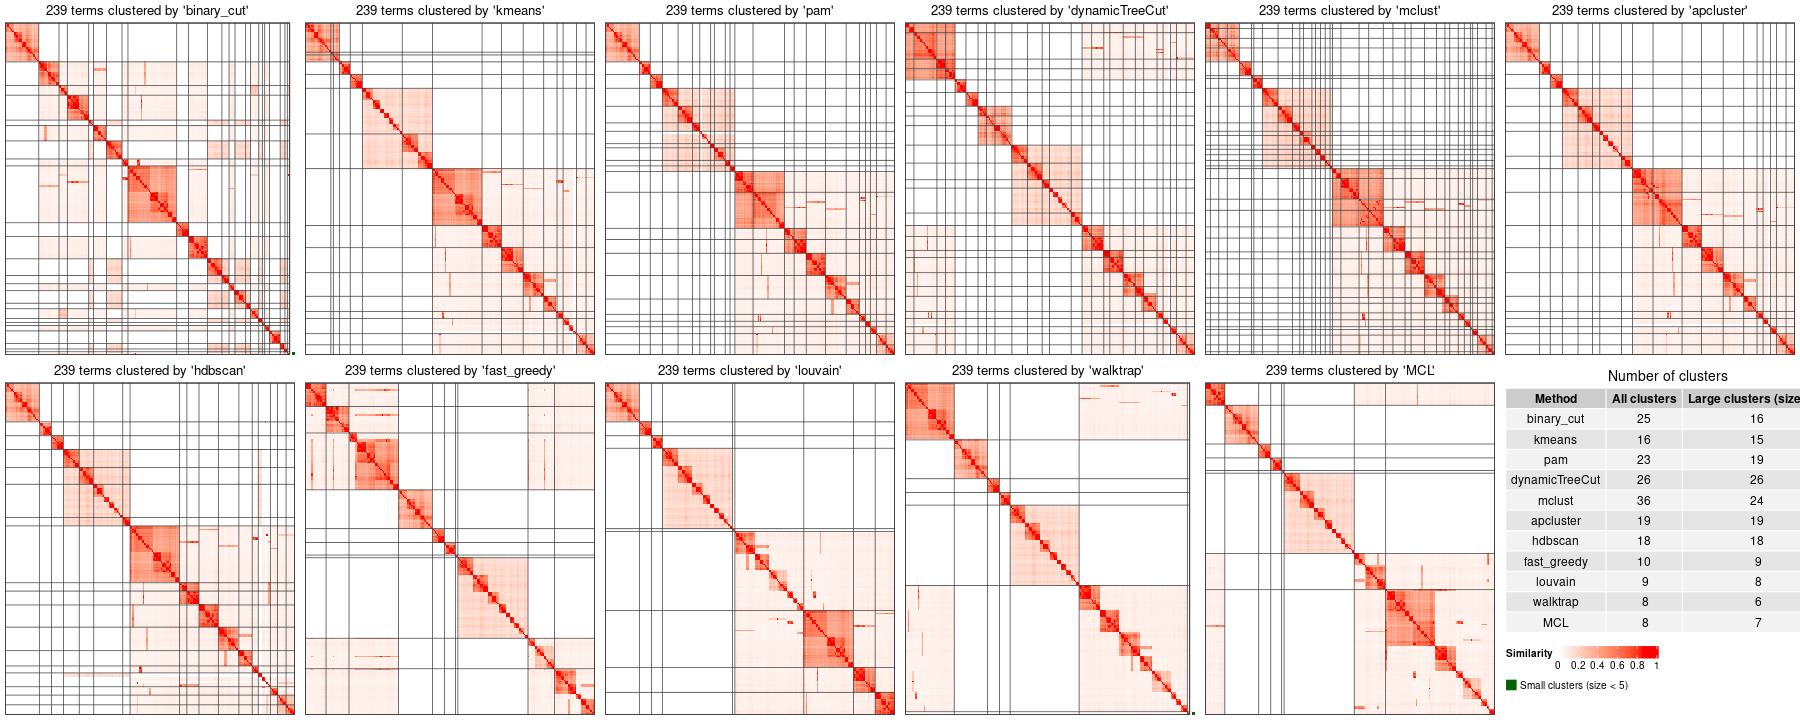 239 terms clustered by 'binary_cut'
239 terms clustered by 'kmeans'
239 terms clustered by 'pam'
239 terms clustered by 'dynamicTreeCut'
239 terms clustered by 'mclust'
239 terms clustered by 'apcluster'
239 terms clustered by 'hdbscan'
239 terms clustered by 'fast_greedy'
239 terms clustered by 'louvain'
239 terms clustered by 'walktrap'
239 terms clustered by 'MCL'
Number of clusters
Method All clusters Large clusters (size
binary_cut 25 16
kmeans 16 15
pam 23 19
dynamicTreeCut 26 26
mclust 36 24
apcluster 19 19
hdbscan 18 18
fast_greedy 10 9
louvain 9 8
walktrap 8 6
MCL 8 7
Similarity
0 0.2 0.4 0.6 0.8 1
Small clusters (size < 5)